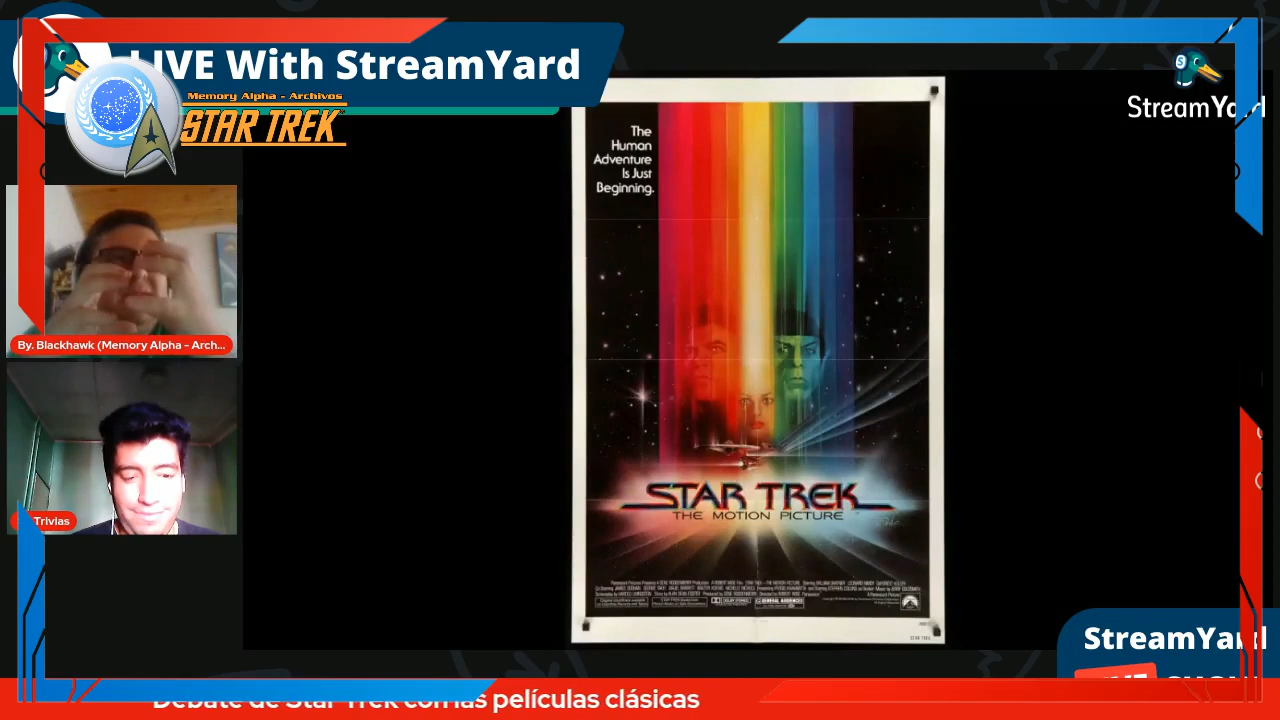 LIVE With StreamYard
Memory Alpha - Archivos
STAR TREK
StreamYard
The
Human
Adventure
Is Just
Beginning.
By. Blackhawk (Memory Alpha - Arch...
Trivias
STAR TREK
THE MOTION PICTURE
StreamYard
Debate de Star Trek con las películas clásicas